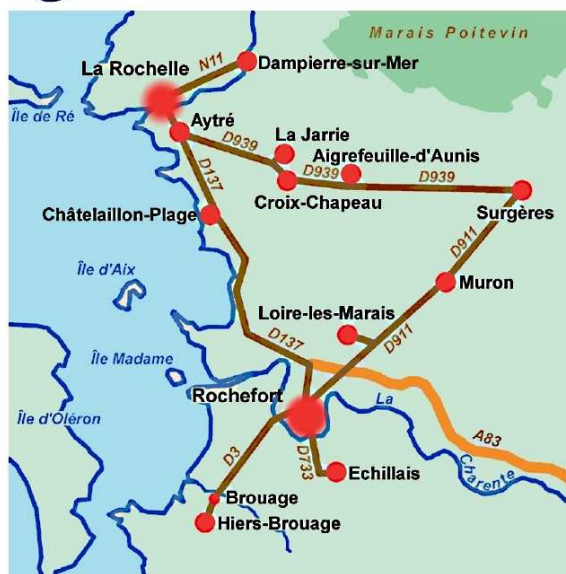 Marais Poitevin
N11
La Rochelle
Dampierre-sur-Mer
Île de Ré
Aytré
D939
La Jarrie
Aigrefeuille-d'Aunis
D137
D939
D939
Croix-Chapeau
Surgères
Châtelaillon-Plage
D911
Île d'Aix
Muron
Loire-les-Marais
D137
D911
Île Madame
Rochefort
La
Île d'Oléron
A83
D3
D733
Echillais
Charente
Brouage
Hiers-Brouage